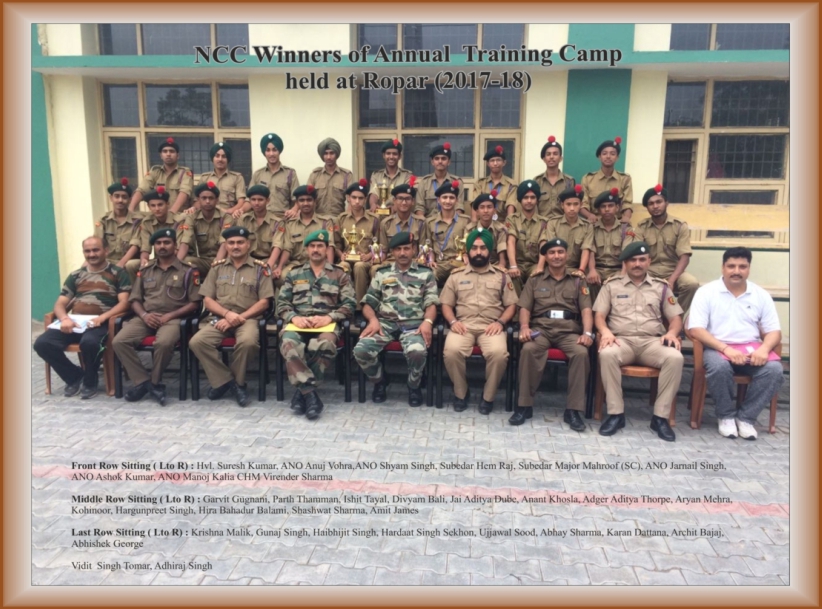 NCC Winners of Annual Training Camp
held at Ropar (2017-18)
Front Row Sitting ( Lto R) : Hvl. Suresh Kumar, ANO Anuj Vohra,ANO Shyam Singh, Subedar Hem Raj, Subedar Major Mahroof (SC), ANO Jarnail Singh,
ANO Ashok Kumar, ANO Manoj Kalia CHM Virender Sharma
Middle Row Sitting ( Lto R) : Garvit Gugnani, Parth Thamman, Ishit Tayal, Divyam Bali, Jai Aditya Dube, Anant Khosla, Adger Aditya Thorpe, Aryan Mehra,
Kohinoor, Hargunpreet Singh, Hira Bahadur Balami, Shashwat Sharma, Amit James
Last Row Sitting ( Lto R) : Krishna Malik, Gunaj Singh, Haibhijit Singh, Hardaat Singh Sekhon, Ujjawal Sood, Abhay Sharma, Karan Dattana, Archit Bajaj,
Abhishek George
Vidit Singh Tomar, Adhiraj Singh